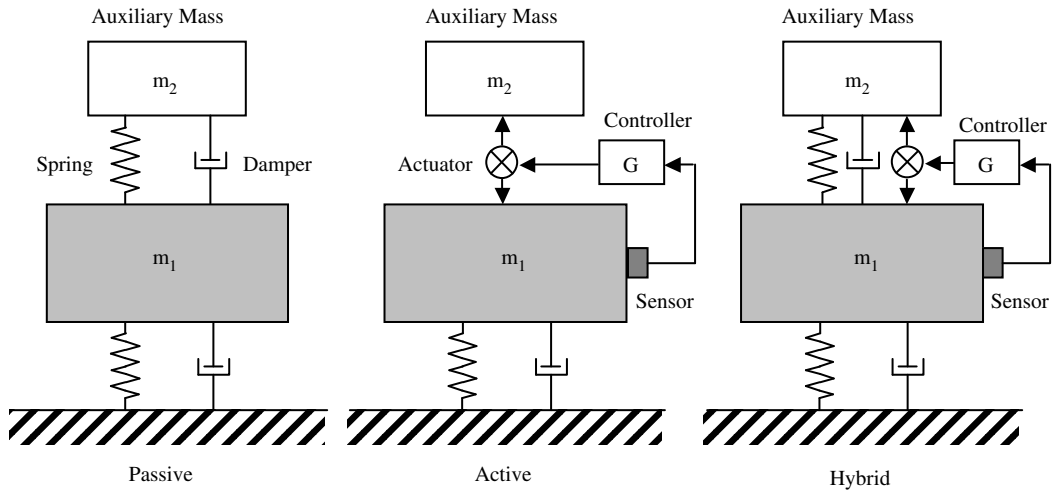 Auxiliary Mass
m2
Spring
Damper
m1
Passive
Auxiliary Mass
m2
Controller
Actuator
G
m1
Sensor
Active
Auxiliary Mass
m2
Controller
G
m1
Sensor
Hybrid